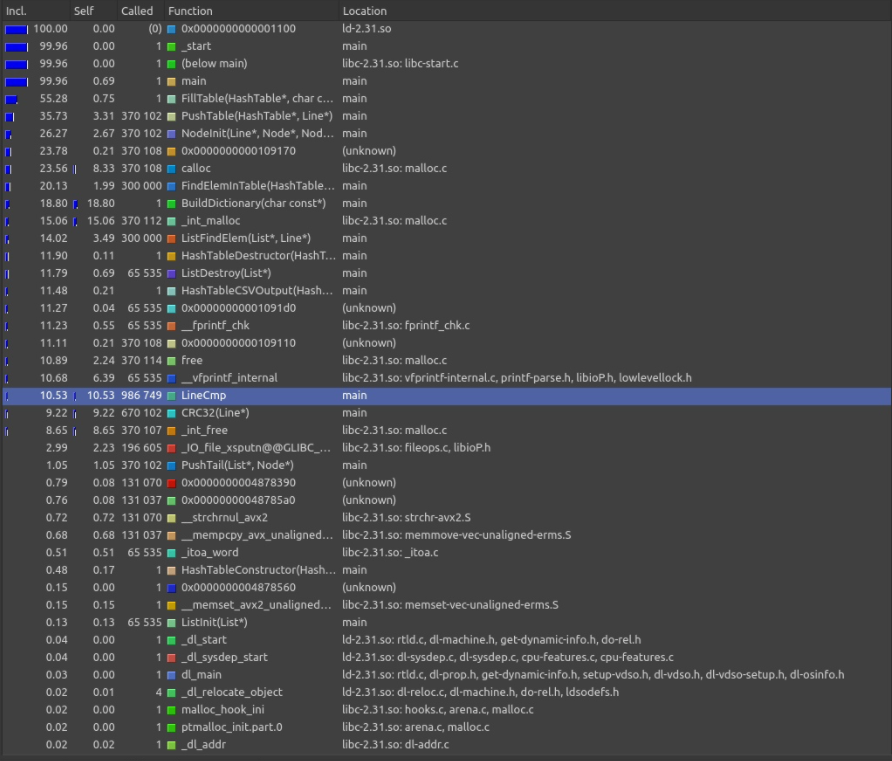 Incl. Self Called Function Location
100.00 0.00 (0) 0x0000000000001100 ld-2.31.so
99.96 0.00 1 _start main
99.96 0.00 1 (below main) libc-2.31.so: libc-start.c
99.96 0.69 1 main main
55.28 0.75 1 FillTable(HashTable*, char c... main
35.73 3.31 370 102 PushTable(HashTable*, Line*) main
26.27 2.67 370 102 NodeInit(Line*, Node*, Nod... main
23.78 0.21 370 108 0x0000000000109170 (unknown)
23.56 8.33 370 108 calloc libc-2.31.so: malloc.c
20.13 1.99 300 000 FindElemInTable(HashTable... main
18.80 18.80 1 BuildDictionary(char const*) main
15.06 15.06 370 112 _int_malloc libc-2.31.so: malloc.c
14.02 3.49 300 000 ListFindElem(List*, Line*) main
11.90 0.11 1 HashTableDestructor(HashT... main
11.79 0.69 65 535 ListDestroy(List*) main
11.48 0.21 1 HashTableCSVOutput(Hash... main
11.27 0.04 65 535 0x00000000001091d0 (unknown)
11.23 0.55 65 535 __fprintf_chk libc-2.31.so: fprintf_chk.c
11.11 0.21 370 108 0x0000000000109110 (unknown)
10.89 2.24 370 114 free libc-2.31.so: malloc.c
10.68 6.39 65 535 __vfprintf_internal libc-2.31.so: vfprintf-internal.c, printf-parse.h, libioP.h, lowlevellock.h
10.53 10.53 986 749 LineCmp main
9.22 9.22 670 102 CRC32(Line*) main
8.65 8.65 370 107 _int_free libc-2.31.so: malloc.c
2.99 2.23 196 605 _IO_file_xsputn@@GLIBC_... libc-2.31.so: fileops.c, libioP.h
1.05 1.05 370 102 PushTail(List*, Node*) main
0.79 0.08 131 070 0x0000000004878390 (unknown)
0.76 0.08 131 037 0x00000000048785a0 (unknown)
0.72 0.72 131 070 __strchrnul_avx2 libc-2.31.so: strchr-avx2.S
0.68 0.68 131 037 __mempcpy_avx_unaligned... libc-2.31.so: memmove-vec-unaligned-erms.S
0.51 0.51 65 535 _itoa_word libc-2.31.so: _itoa.c
0.48 0.17 1 HashTableConstructor(Hash... main
0.15 0.00 1 0x0000000004878560 (unknown)
0.15 0.15 1 __memset_avx2_unaligned... libc-2.31.so: memset-vec-unaligned-erms.S
0.13 0.13 65 535 ListInit(List*) main
0.04 0.00 1 _dl_start ld-2.31.so: rtld.c, dl-machine.h, get-dynamic-info.h, do-rel.h
0.04 0.00 1 _dl_sysdep_start ld-2.31.so: dl-sysdep.c, dl-sysdep.c, cpu-features.c, cpu-features.c
0.03 0.00 1 dl_main ld-2.31.so: rtld.c, dl-prop.h, get-dynamic-info.h, setup-vdso.h, dl-vdso.h, dl-vdso-setup.h, dl-osinfo.h
0.02 0.01 4 _dl_relocate_object ld-2.31.so: dl-reloc.c, dl-machine.h, do-rel.h, ldsodefs.h
0.02 0.00 1 malloc_hook_ini libc-2.31.so: hooks.c, arena.c, malloc.c
0.02 0.00 1 ptmalloc_init.part.0 libc-2.31.so: arena.c, malloc.c
0.02 0.02 1 _dl_addr libc-2.31.so: dl-addr.c